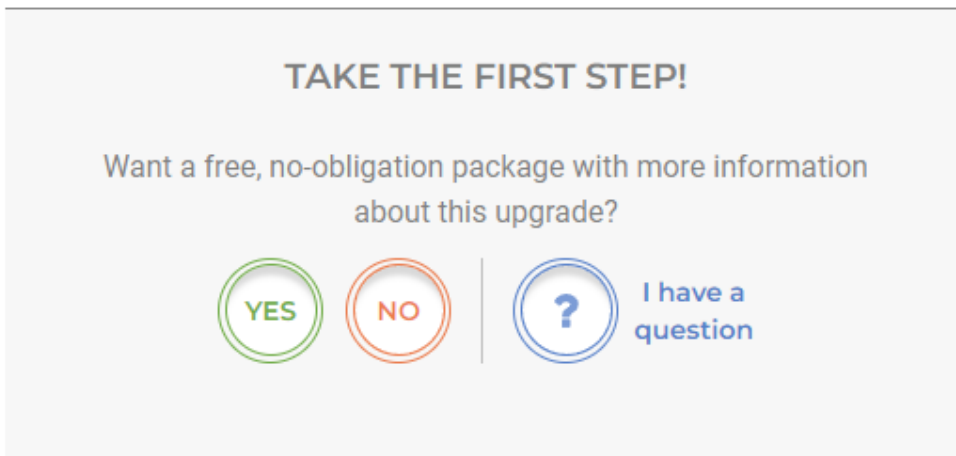 TAKE THE FIRST STEP!
Want a free, no-obligation package with more information
about this upgrade?
YES
NO
?
I have a
question